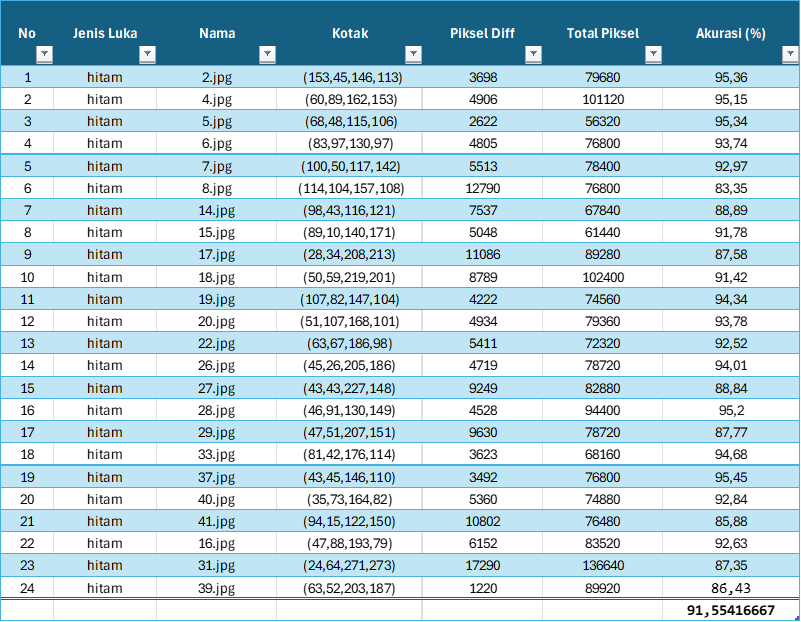 No Jenis Luka Nama Kotak Piksel Diff Total Piksel Akurasi (%)
1 hitam 2.jpg (153,45,146,113) 3698 79680 95,36
2 hitam 4.jpg (60,89,162,153) 4906 101120 95,15
3 hitam 5.jpg (68,48,115,106) 2622 56320 95,34
4 hitam 6.jpg (83,97,130,97) 4805 76800 93,74
5 hitam 7.jpg (100,50,117,142) 5513 78400 92,97
6 hitam 8.jpg (114,104,157,108) 12790 76800 83,35
7 hitam 14.jpg (98,43,116,121) 7537 67840 88,89
8 hitam 15.jpg (89,10,140,171) 5048 61440 91,78
9 hitam 17.jpg (28,34,208,213) 11086 89280 87,58
10 hitam 18.jpg (50,59,219,201) 8789 102400 91,42
11 hitam 19.jpg (107,82,147,104) 4222 74560 94,34
12 hitam 20.jpg (51,107,168,101) 4934 79360 93,78
13 hitam 22.jpg (63,67,186,98) 5411 72320 92,52
14 hitam 26.jpg (45,26,205,186) 4719 78720 94,01
15 hitam 27.jpg (43,43,227,148) 9249 82880 88,84
16 hitam 28.jpg (46,91,130,149) 4528 94400 95,2
17 hitam 29.jpg (47,51,207,151) 9630 78720 87,77
18 hitam 33.jpg (81,42,176,114) 3623 68160 94,68
19 hitam 37.jpg (43,45,146,110) 3492 76800 95,45
20 hitam 40.jpg (35,73,164,82) 5360 74880 92,84
21 hitam 41.jpg (94,15,122,150) 10802 76480 85,88
22 hitam 16.jpg (47,88,193,79) 6152 83520 92,63
23 hitam 31.jpg (24,64,271,273) 17290 136640 87,35
24 hitam 39.jpg (63,52,203,187) 1220 89920 86,43
91,55416667